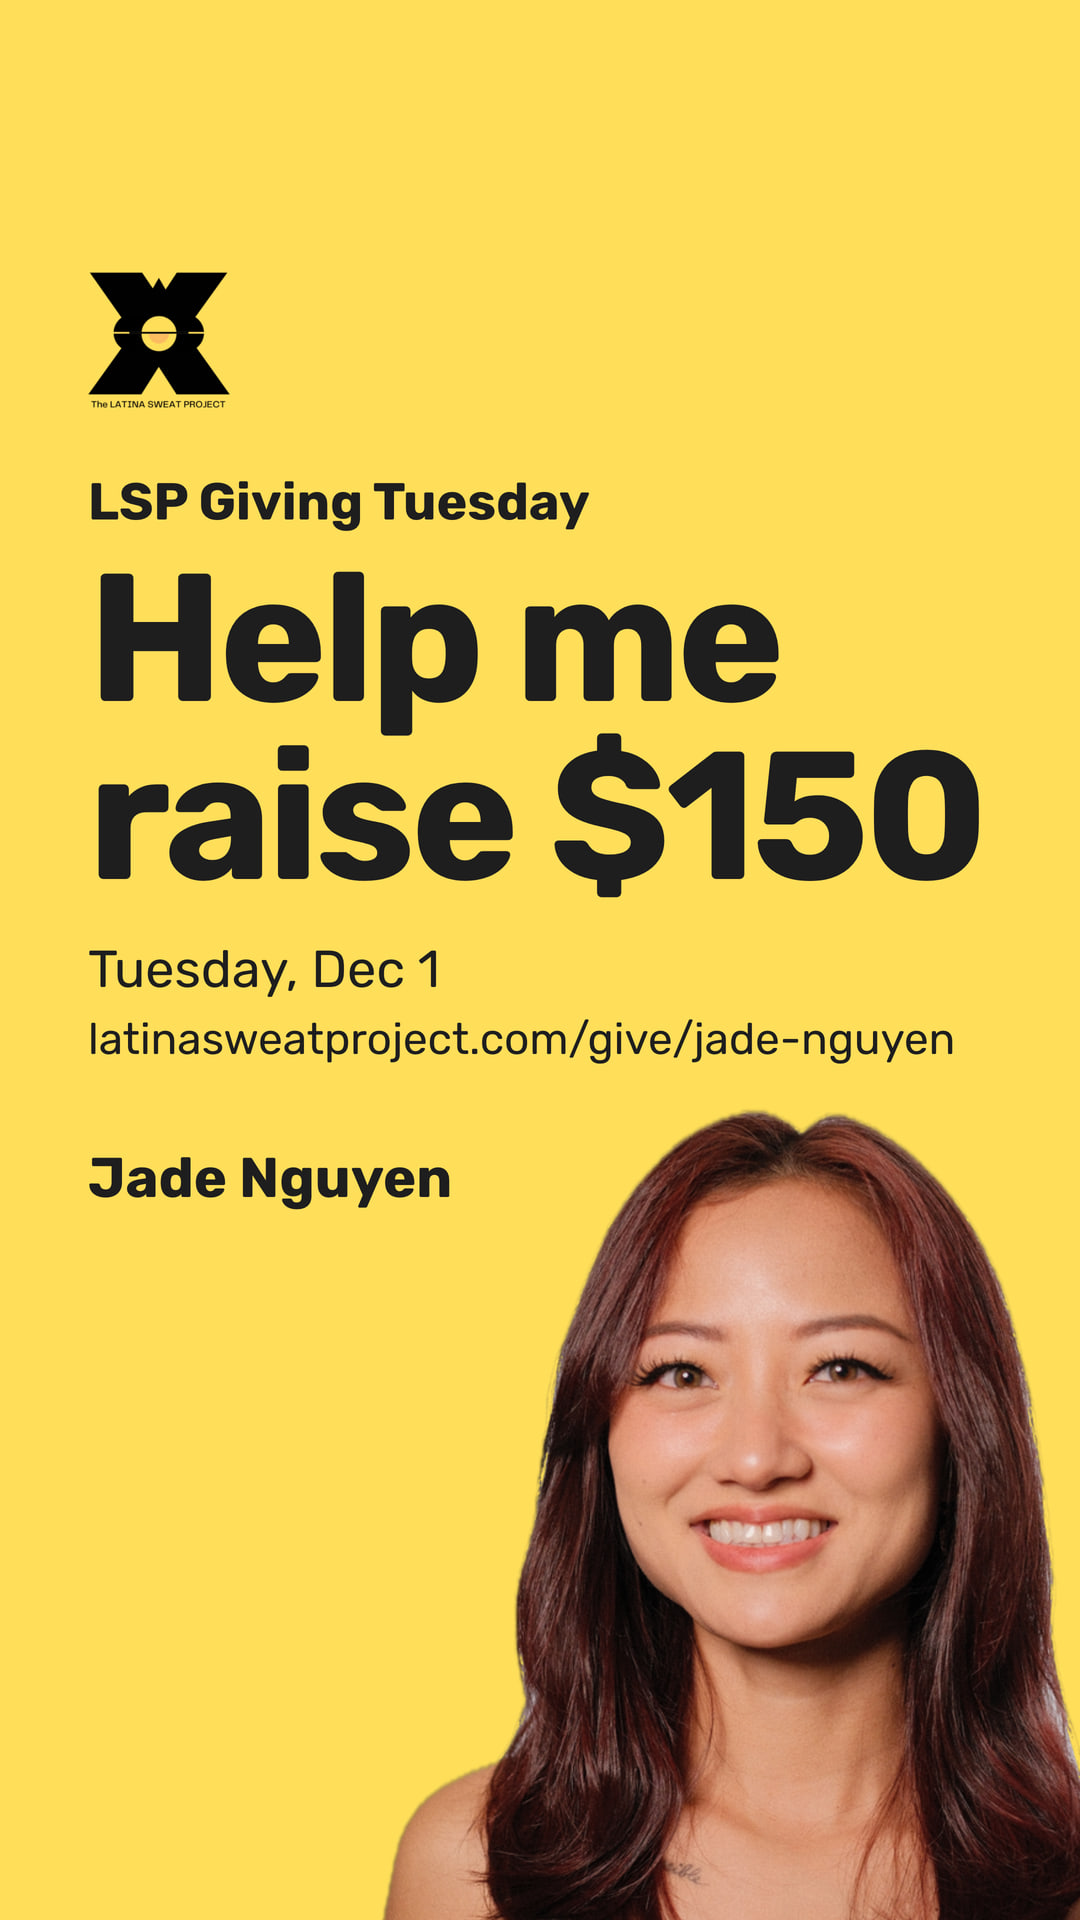 The LATINA SWEAT PROJECT
LSP Giving Tuesday
Help me
raise $150
Tuesday, Dec 1
latinasweatproject.com/give/jade-nguyen
Jade Nguyen